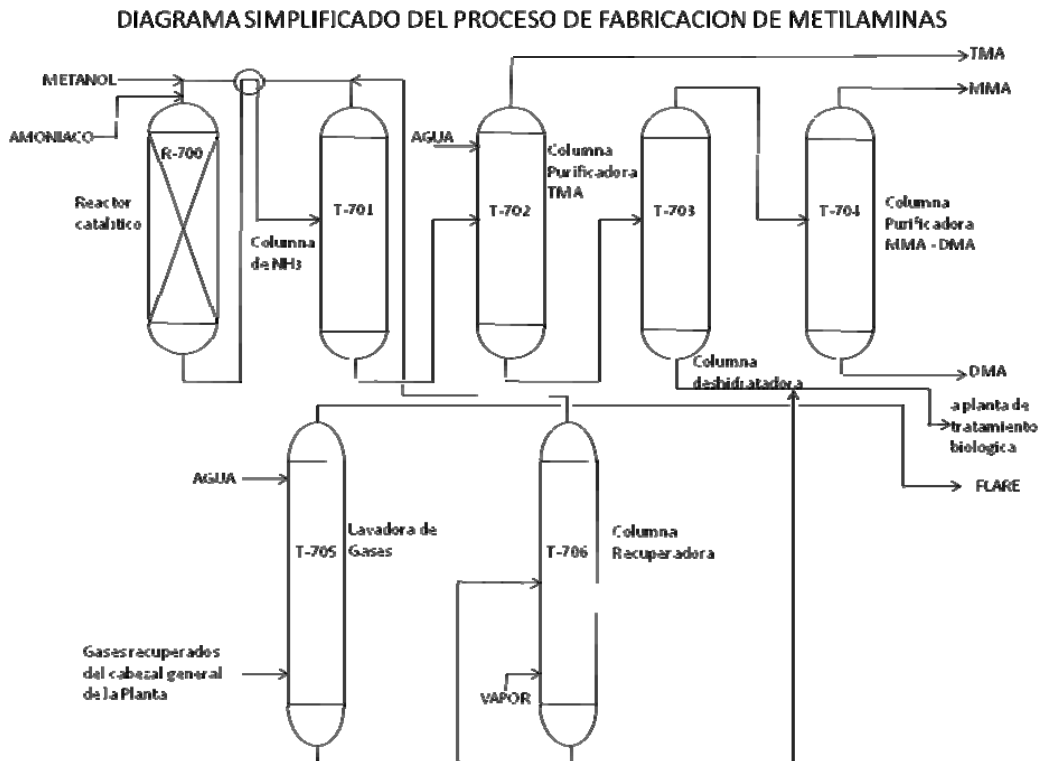 DIAGRAMA SIMPLIFICADO DEL PROCESO DE FABRICACION DE METILAMINAS
TMA
METANOL
MMA
AMONIACO
AGUA
R-700
Reactor
catalitico
T-701
Columna
de NH3
T-702
Columna
Purificadora
TMA
T-703
Columna
deshidratadora
T-704
Columna
Purificadora
MMA - DMA
DMA
a planta de
tratamiento
biologica
FLARE
AGUA
T-705
Lavadora de
Gases
T-706
Columna
Recuperadora
Gases recuperados
del cabezal general
de la Planta
VAPOR